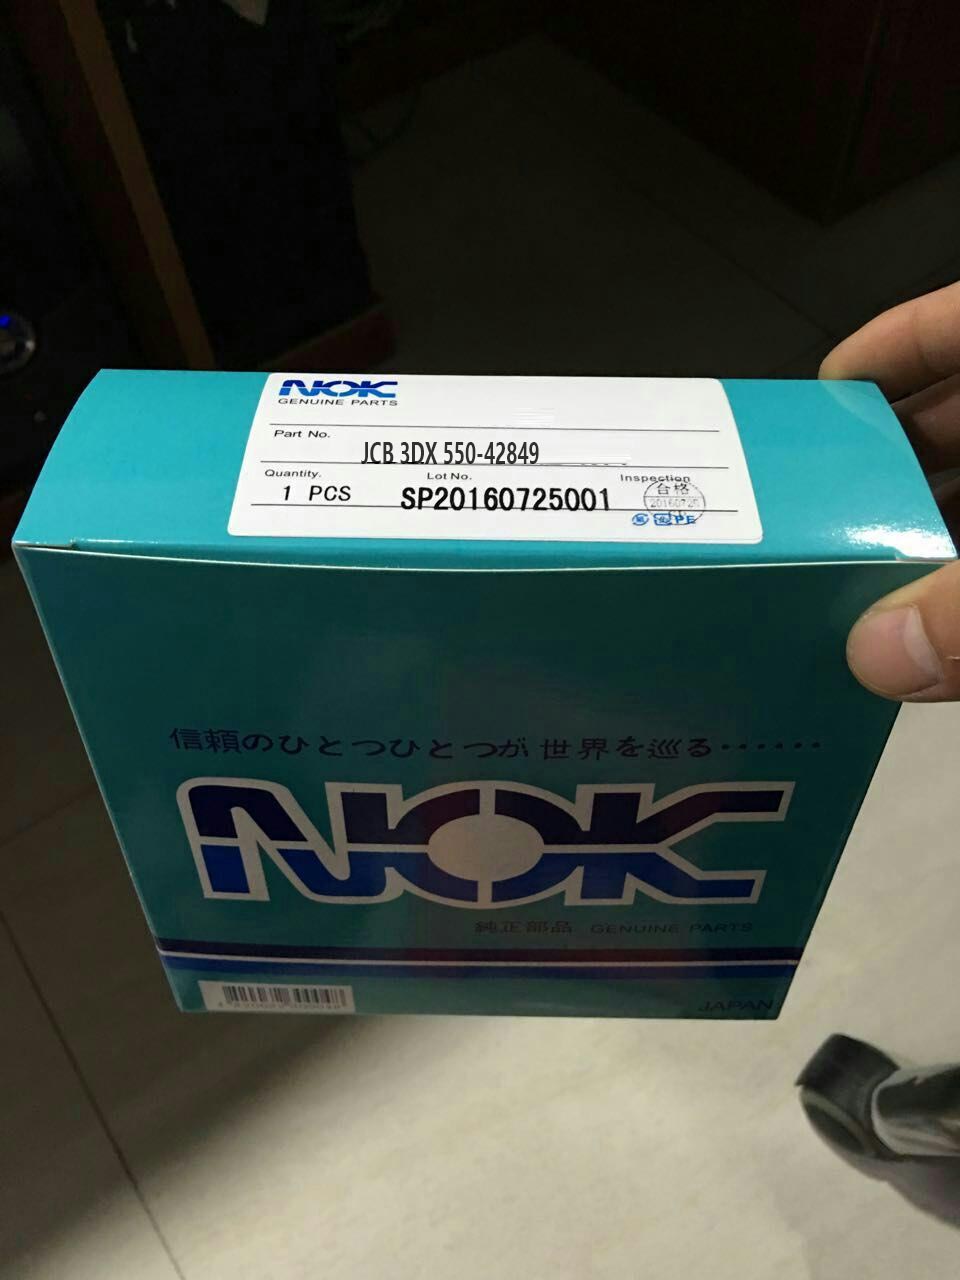 NOK
GENUINE PARTS
Part No.
JCB 3DX 550-42849
Quantity.
Lot No.
Inspection
1 PCS
SP20160725001
合格
20160725
PE
信頼のひとつひとつが世界を巡る······
NOK
純正部品 GENUINE PARTS
JAPAN